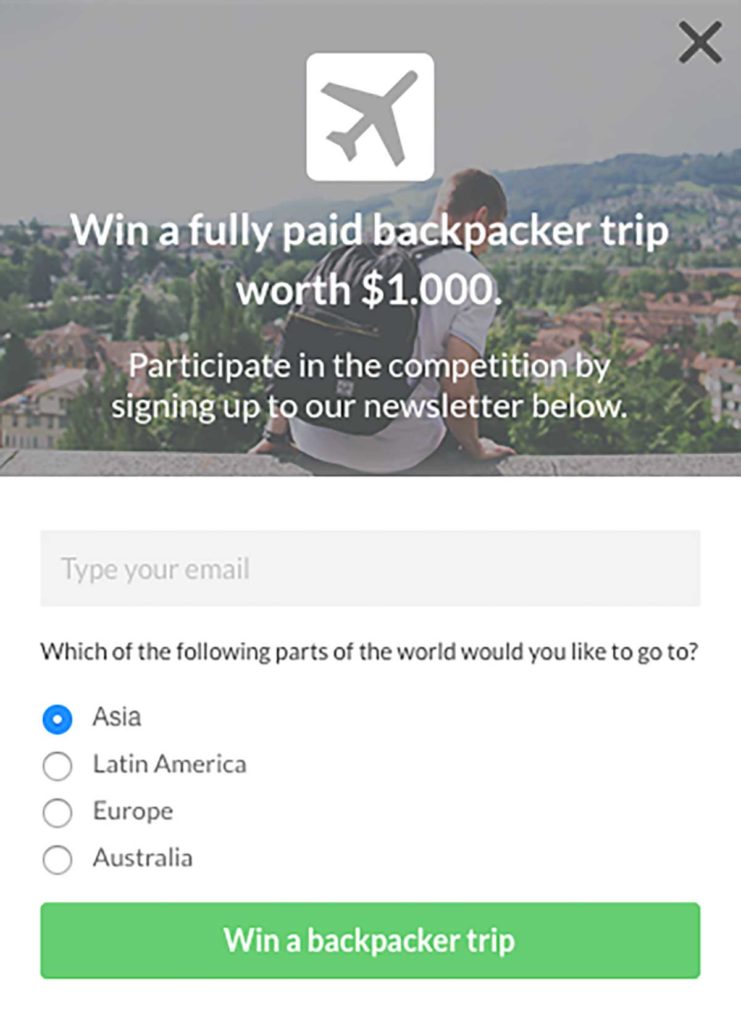 Win a fully paid backpacker trip
worth $1.000.
Participate in the competition by
signing up to our newsletter below.
Type your email
Which of the following parts of the world would you like to go to?
Asia
Latin America
Europe
Australia
Win a backpacker trip